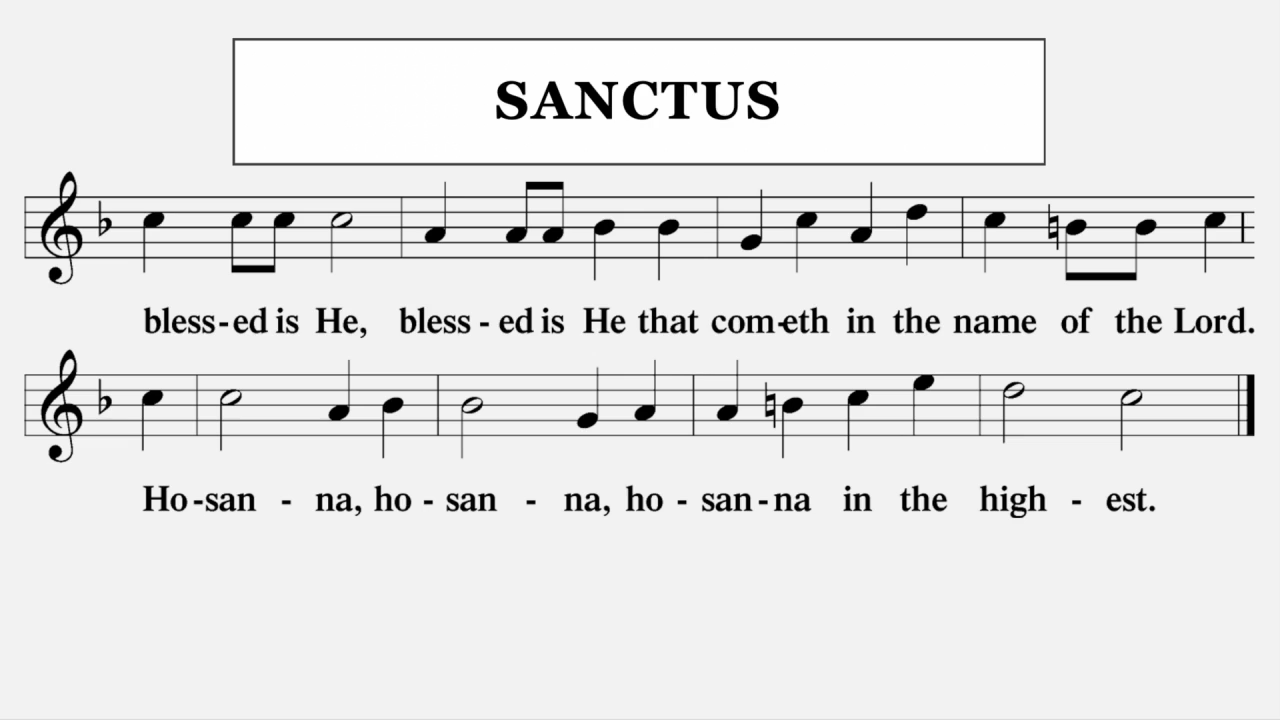 SANCTUS
bless-ed is He, bless - ed is He that com-eth in the name of the Lord.
Ho-san - na, ho - san - na, ho - san-na in the high - est.